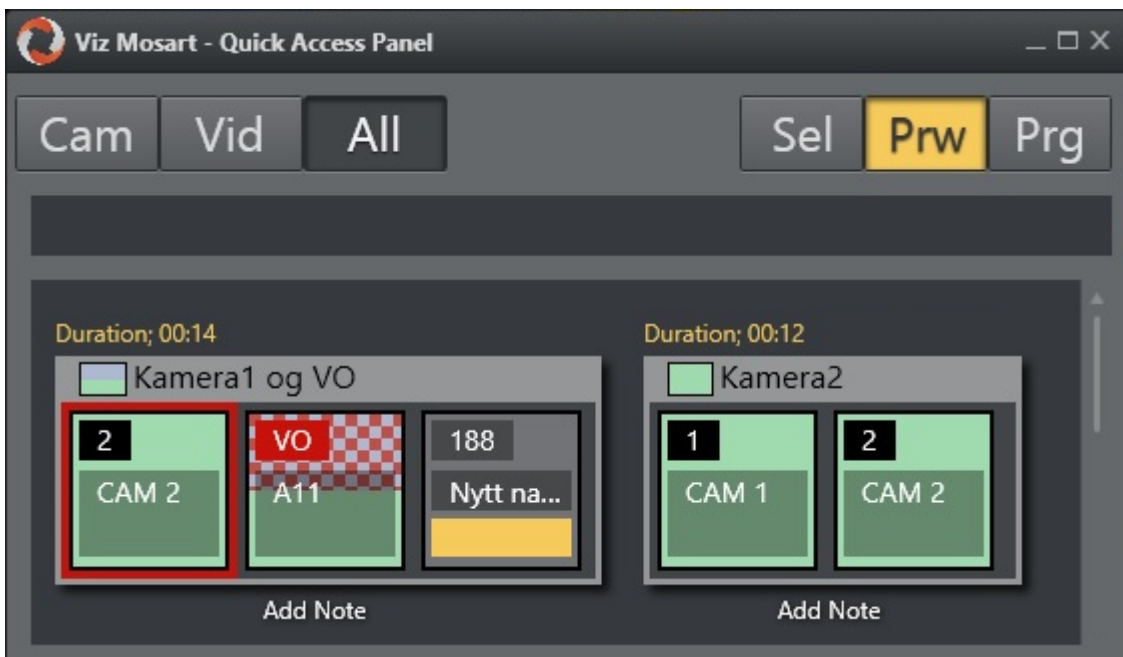 Viz Mosart - Quick Access Panel
Cam Vid All Sel Prw Prg
Duration; 00:14
Kamera1 og VO
2 VO 188
CAM 2 A11 Nytt na...
Add Note
Duration; 00:12
Kamera2
1 2
CAM 1 CAM 2
Add Note